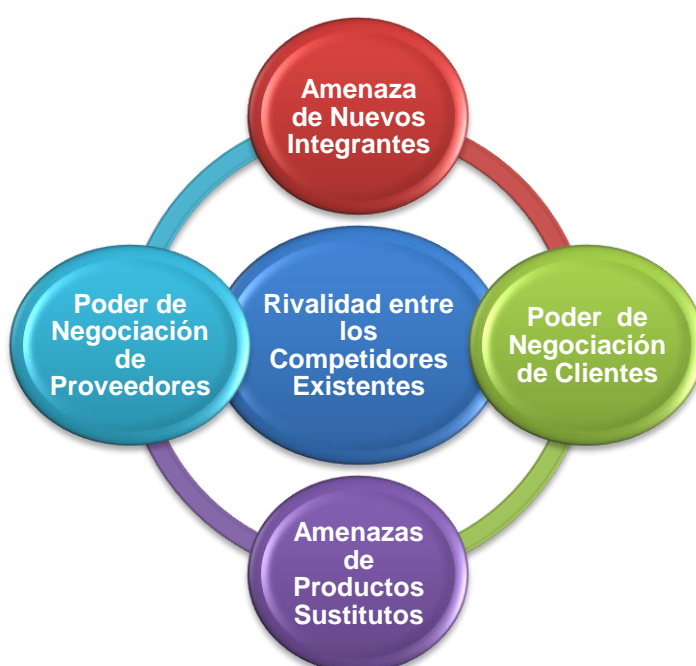 Amenaza
de Nuevos
Integrantes
Poder de
Negociación
de
Proveedores
Rivalidad entre
los
Competidores
Existentes
Poder de
Negociación
de Clientes
Amenazas
de
Productos
Sustitutos